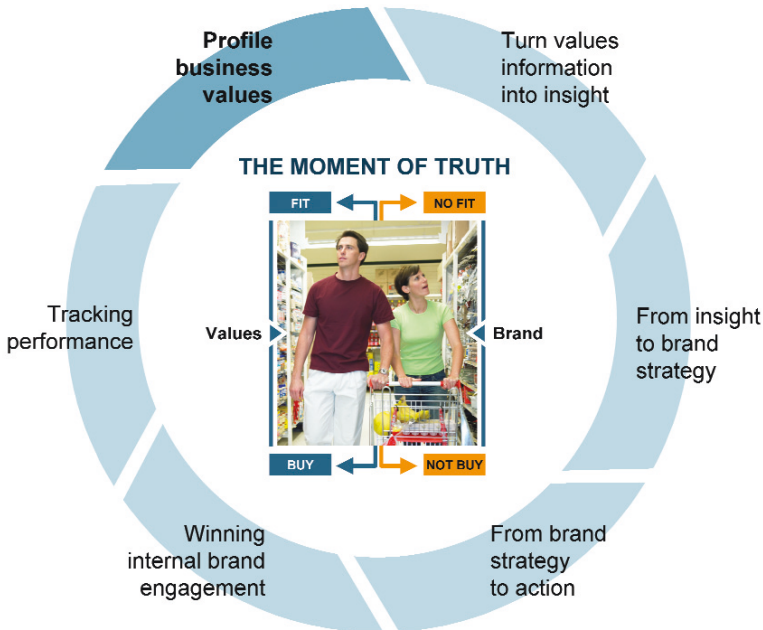 Profile
business
values
Turn values
information
into insight
THE MOMENT OF TRUTH
FIT
NO FIT
Tracking
performance
Values
Brand
From insight
to brand
strategy
BUY
NOT BUY
Winning
internal brand
engagement
From brand
strategy
to action